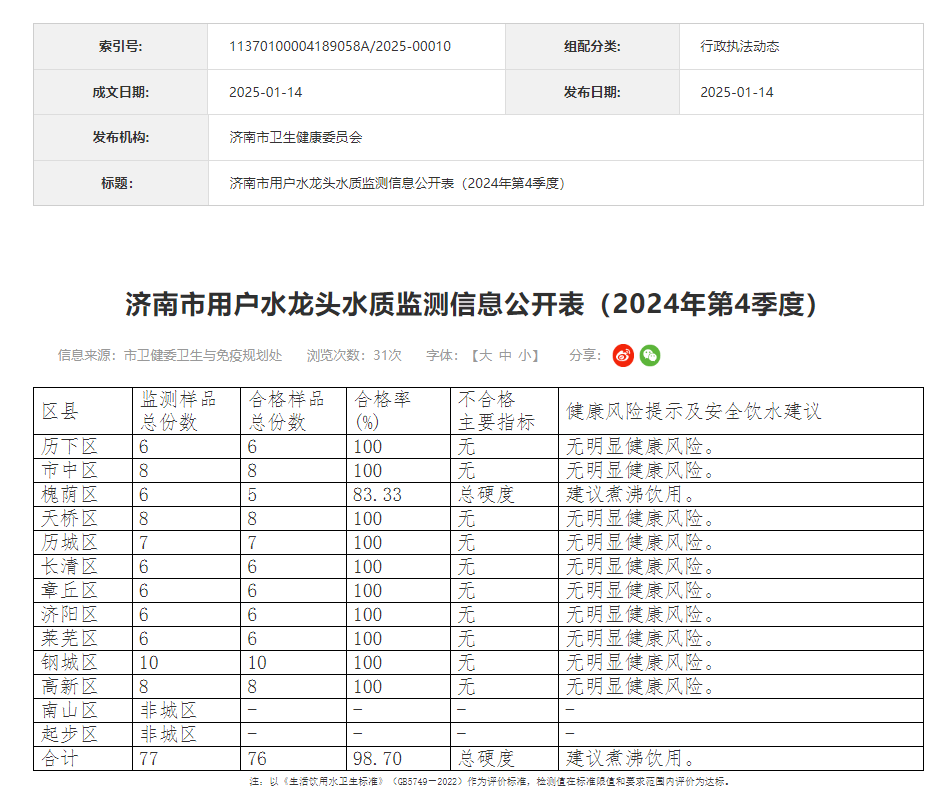 索引号: 11370100004189058A/2025-00010 组配分类: 行政执法动态
成文日期: 2025-01-14 发布日期: 2025-01-14
发布机构: 济南市卫生健康委员会
标题: 济南市用户水龙头水质监测信息公开表（2024年第4季度）
济南市用户水龙头水质监测信息公开表（2024年第4季度）
信息来源：市卫健委卫生与免疫规划处 浏览次数：31次 字体：【大 中 小】 分享：
区县 监测样品总份数 合格样品总份数 合格率(%) 不合格主要指标 健康风险提示及安全饮水建议
历下区 6 6 100 无 无明显健康风险。
市中区 8 8 100 无 无明显健康风险。
槐荫区 6 5 83.33 总硬度 建议煮沸饮用。
天桥区 8 8 100 无 无明显健康风险。
历城区 7 7 100 无 无明显健康风险。
长清区 6 6 100 无 无明显健康风险。
章丘区 6 6 100 无 无明显健康风险。
济阳区 6 6 100 无 无明显健康风险。
莱芜区 6 6 100 无 无明显健康风险。
钢城区 10 10 100 无 无明显健康风险。
高新区 8 8 100 无 无明显健康风险。
南山区 非城区 - - - -
起步区 非城区 - - - -
合计 77 76 98.70 总硬度 建议煮沸饮用。
注：以《生活饮用水卫生标准》（GB5749—2022）作为评价标准，检测值在标准限值和要求范围内评价为达标。